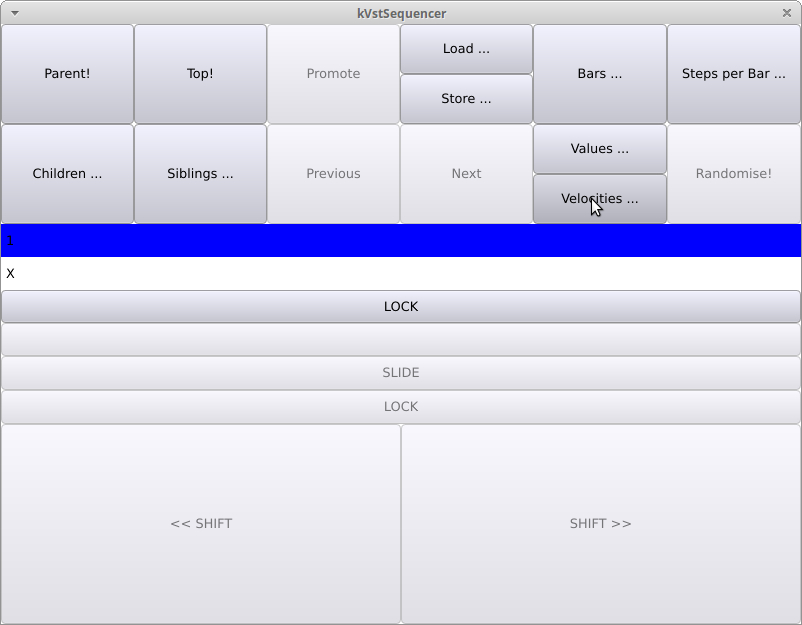 kVstSequencer
Parent!
Top!
Promote
Load ...
Store ...
Bars ...
Steps per Bar ...
Children ...
Siblings ...
Previous
Next
Values ...
Velocities ...
Randomise!
1
X
LOCK
SLIDE
LOCK
<< SHIFT
SHIFT >>